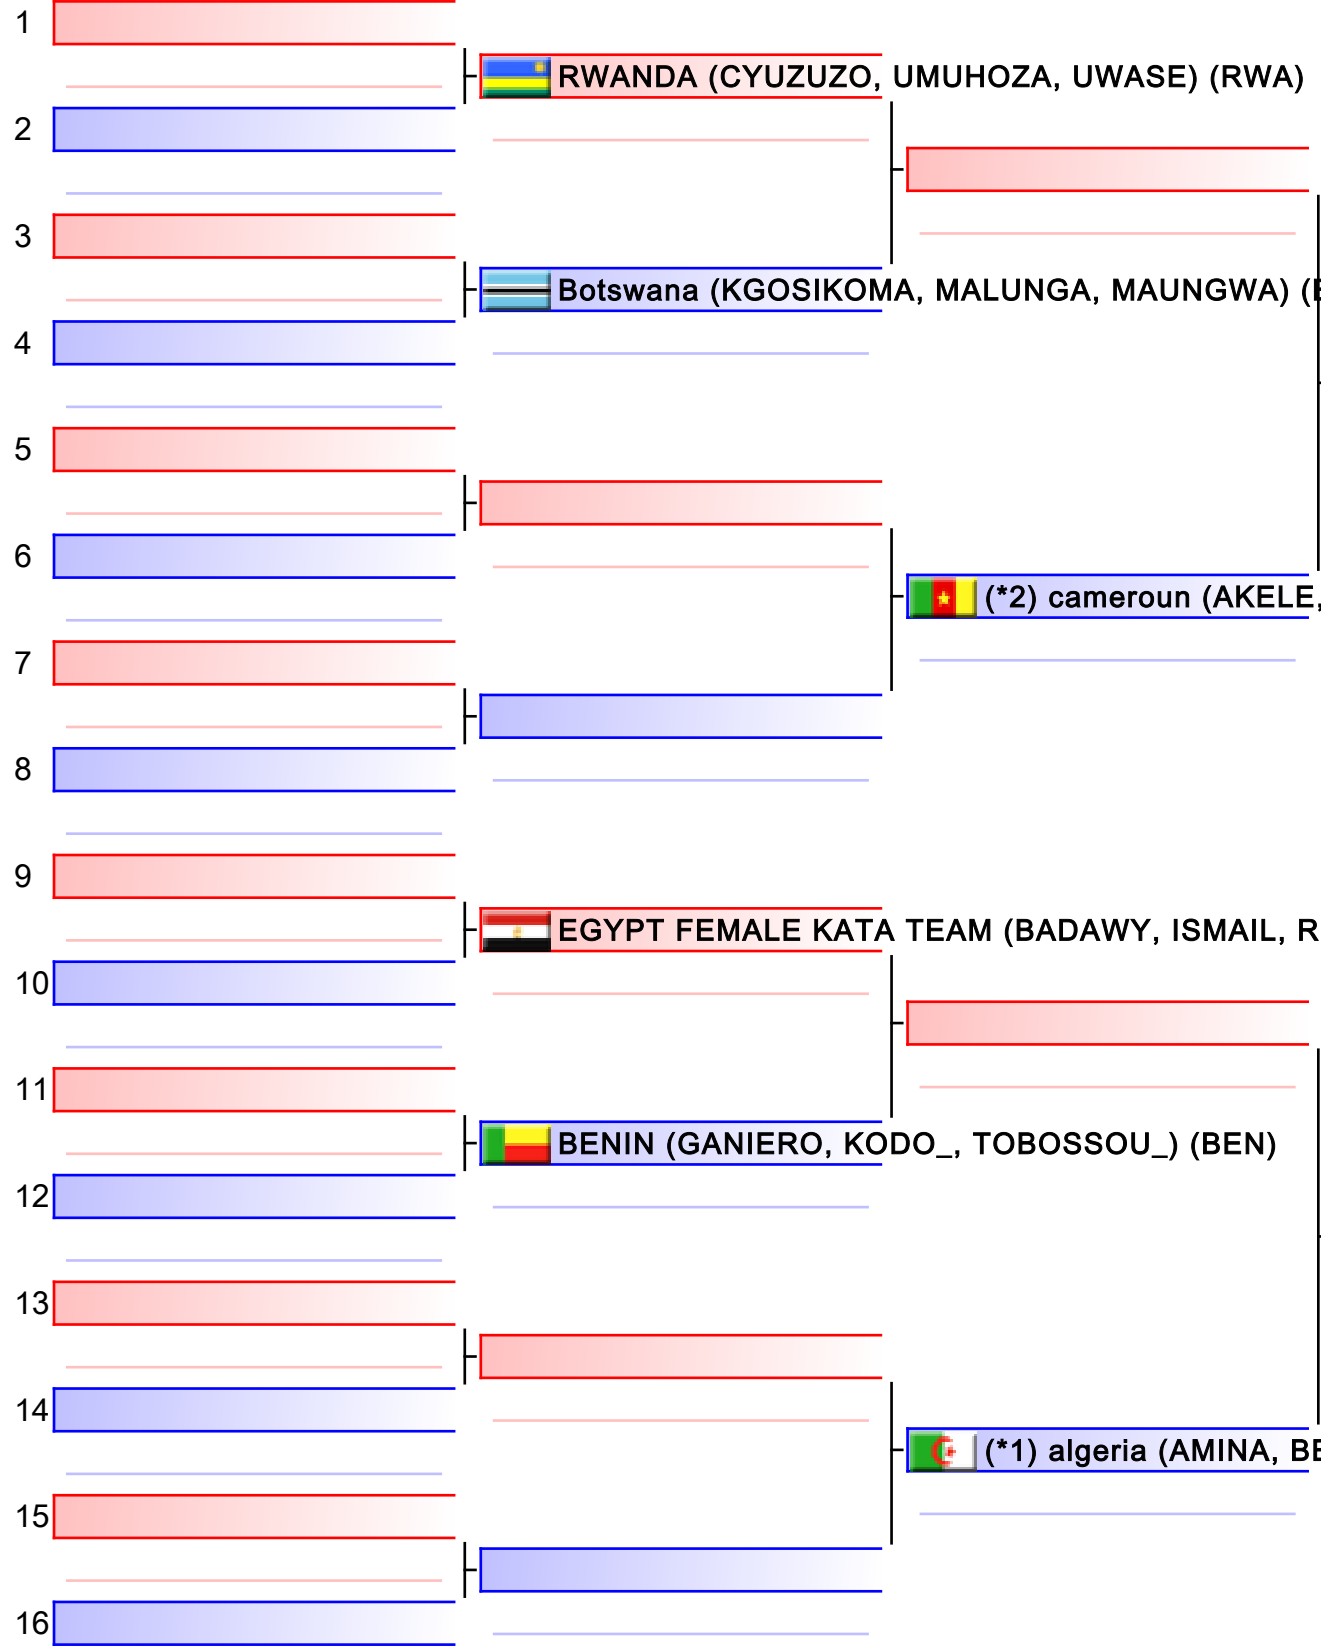 1
RWANDA (CYUZUZO, UMUHOZA, UWASE) (RWA)
2
3
Botswana (KGOSIKOMA, MALUNGA, MAUNGWA)
4
5
6
(*2) cameroun (AKELE,
7
8
9
EGYPT FEMALE KATA TEAM (BADAWY, ISMAIL,
10
11
BENIN (GANIERO, KODO_, TOBOSSOU_) (BEN)
12
13
14
(*1) algeria (AMINA,
15
16